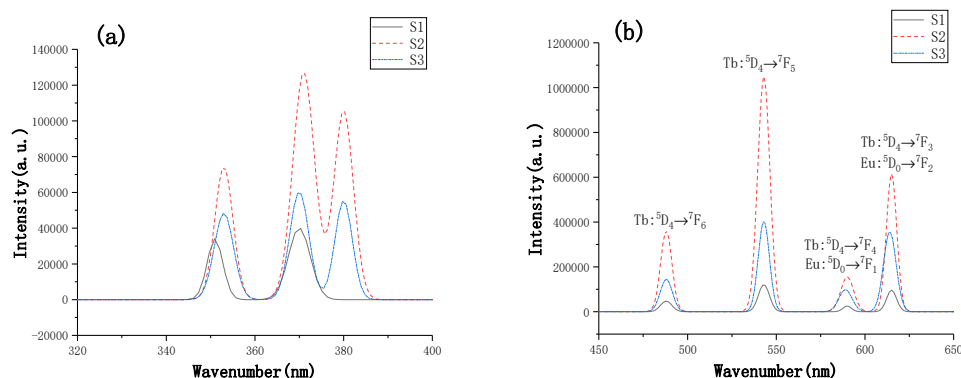 (a)
S1
S2
S3
140000
120000
100000
80000
60000
40000
20000
0
-20000
Intensity(a.u.)
320
340
360
380
400
Wavenumber(nm)
(b)
S1
S2
S3
1200000
1000000
800000
600000
400000
200000
0
Intensity(a.u.)
Tb:⁵D₄→⁷F₅
Tb:⁵D₄→⁷F₃
Eu:⁵D₀→⁷F₂
Tb:⁵D₄→⁷F₆
Tb:⁵D₄→⁷F₄
Eu:⁵D₀→⁷F₁
450
500
550
600
650
Wavenumber(nm)